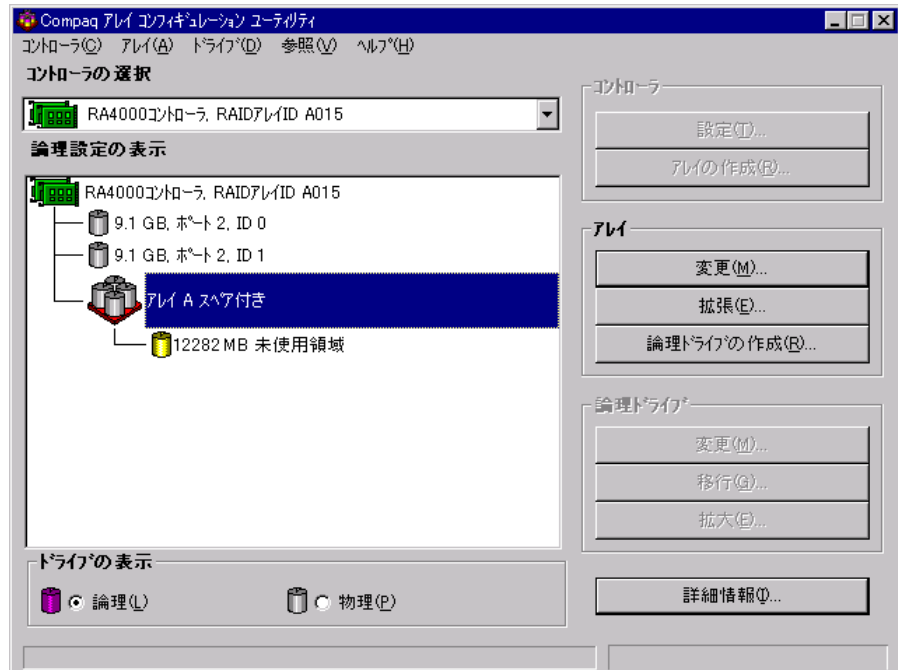 Compaq ｱﾚｲ ｺﾝﾌｨｷﾞｭﾚｰｼｮﾝ ﾕｰﾃｨﾘﾃｨ
ｺﾝﾄﾛｰﾗ(C) ｱﾚｲ(A) ﾄﾞﾗｲﾌﾞ(D) 参照(V) ﾍﾙﾌﾟ(H)
ｺﾝﾄﾛｰﾗの選択
RA4000ｺﾝﾄﾛｰﾗ, RAIDｱﾚｲID A015
論理設定の表示
RA4000ｺﾝﾄﾛｰﾗ, RAIDｱﾚｲID A015
9.1 GB, ﾎﾟｰﾄ 2, ID 0
9.1 GB, ﾎﾟｰﾄ 2, ID 1
ｱﾚｲ A ｽﾍﾟｱ付き
12282 MB 未使用領域
ﾄﾞﾗｲﾌﾞの表示
論理(L)
物理(P)
ｺﾝﾄﾛｰﾗ
設定(T)...
ｱﾚｲの作成(R)...
ｱﾚｲ
変更(M)...
拡張(E)...
論理ﾄﾞﾗｲﾌﾞの作成(R)...
論理ﾄﾞﾗｲﾌﾞ
変更(M)...
移行(G)...
拡大(E)...
詳細情報(I)...